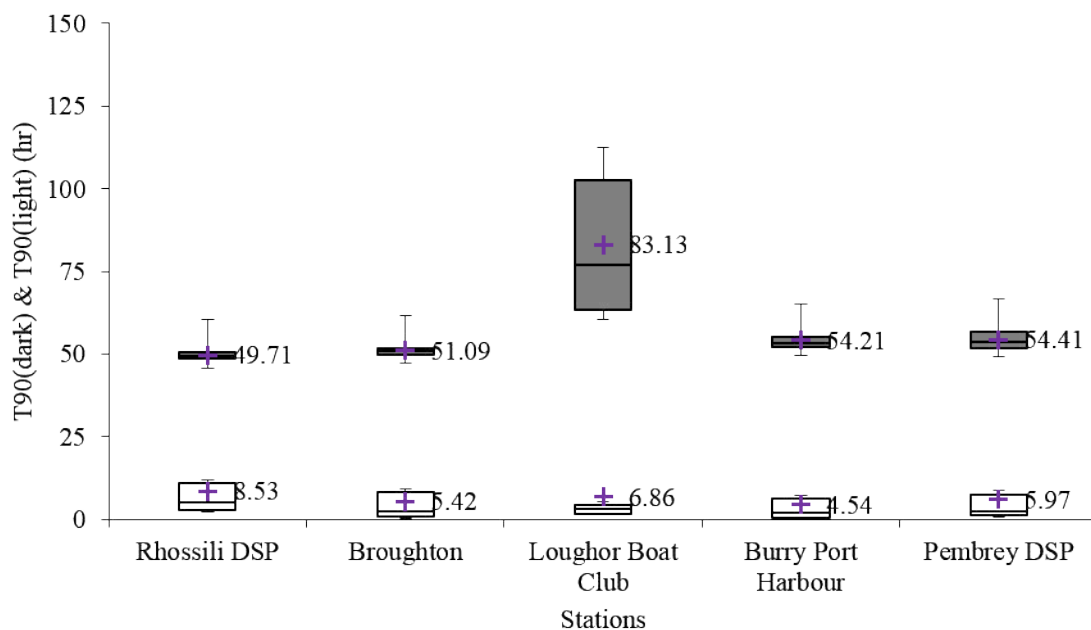 150
125
100
75
50
25
0
T90(dark) & T90(light) (hr)
83.13
49.71
51.09
54.21
54.41
8.53
5.42
6.86
4.54
5.97
Rhossili DSP
Broughton
Loughor Boat
Club
Burry Port
Harbour
Pembrey DSP
Stations